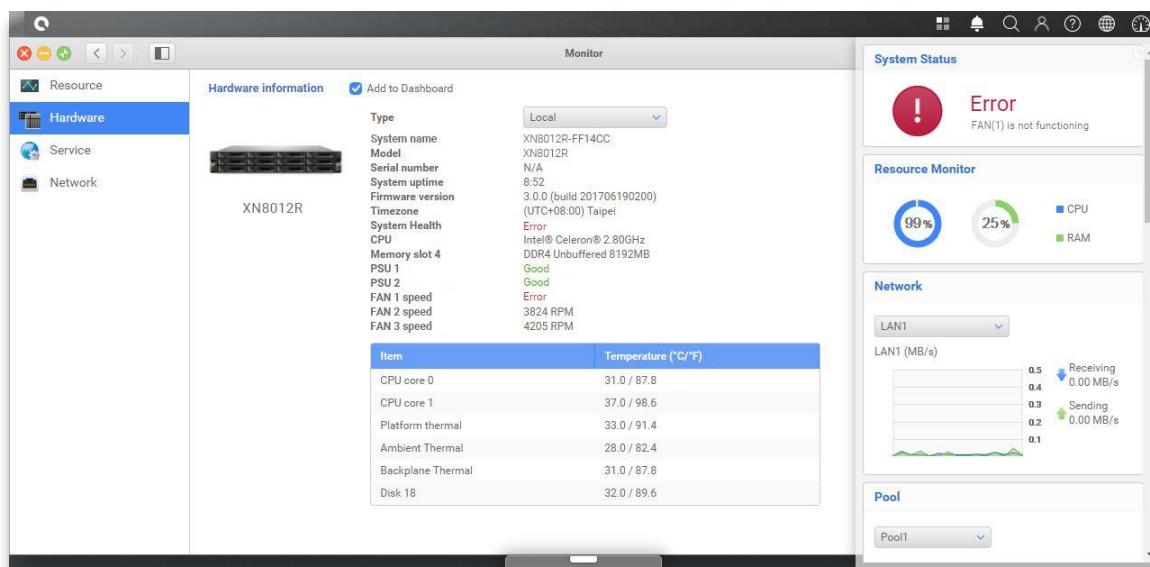 Monitor
Resource
Hardware
Service
Network
Hardware information
Add to Dashboard
XN8012R
Type Local
System name XN8012R-FF14CC
Model XN8012R
Serial number N/A
System uptime 8:52
Firmware version 3.0.0 (build 201706190200)
Timezone (UTC+08:00) Taipei
System Health Error
CPU Intel® Celeron® 2.80GHz
Memory slot 4 DDR4 Unbuffered 8192MB
PSU 1 Good
PSU 2 Good
FAN 1 speed Error
FAN 2 speed 3824 RPM
FAN 3 speed 4205 RPM
Item Temperature (°C/°F)
CPU core 0 31.0 / 87.8
CPU core 1 37.0 / 98.6
Platform thermal 33.0 / 91.4
Ambient Thermal 28.0 / 82.4
Backplane Thermal 31.0 / 87.8
Disk 18 32.0 / 89.6
System Status
Error
FAN(1) is not functioning
Resource Monitor
99%
25%
CPU
RAM
Network
LAN1
LAN1 (MB/s)
0.5
0.4
0.3
0.2
0.1
Receiving
0.00 MB/s
Sending
0.00 MB/s
Pool
Pool1